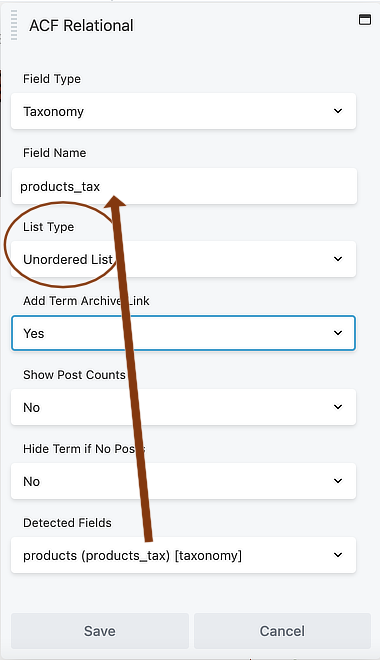 ACF Relational
Field Type
Taxonomy
Field Name
products_tax
List Type
Unordered List
Add Term Archive Link
Yes
Show Post Counts
No
Hide Term if No Posts
No
Detected Fields
products (products_tax) [taxonomy]
Save
Cancel